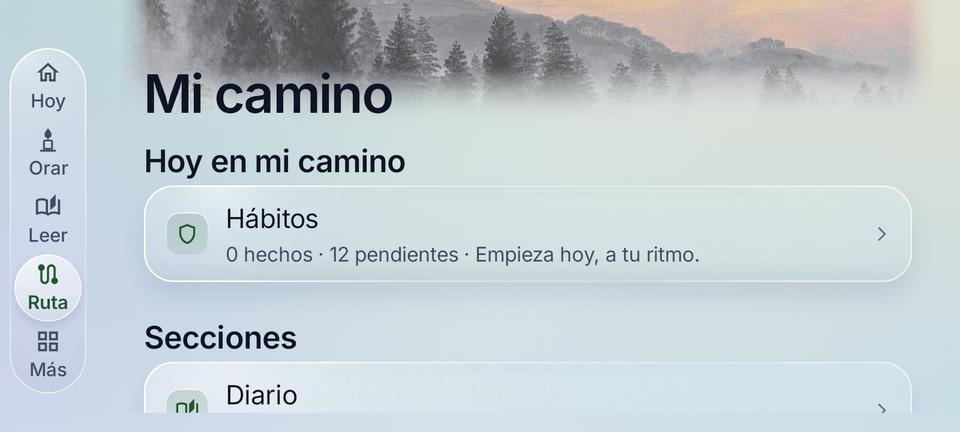 Mi camino
Hoy en mi camino
Hábitos
0 hechos · 12 pendientes · Empieza hoy, a tu ritmo.
Secciones
Diario
Hoy
Orar
Leer
Ruta
Más